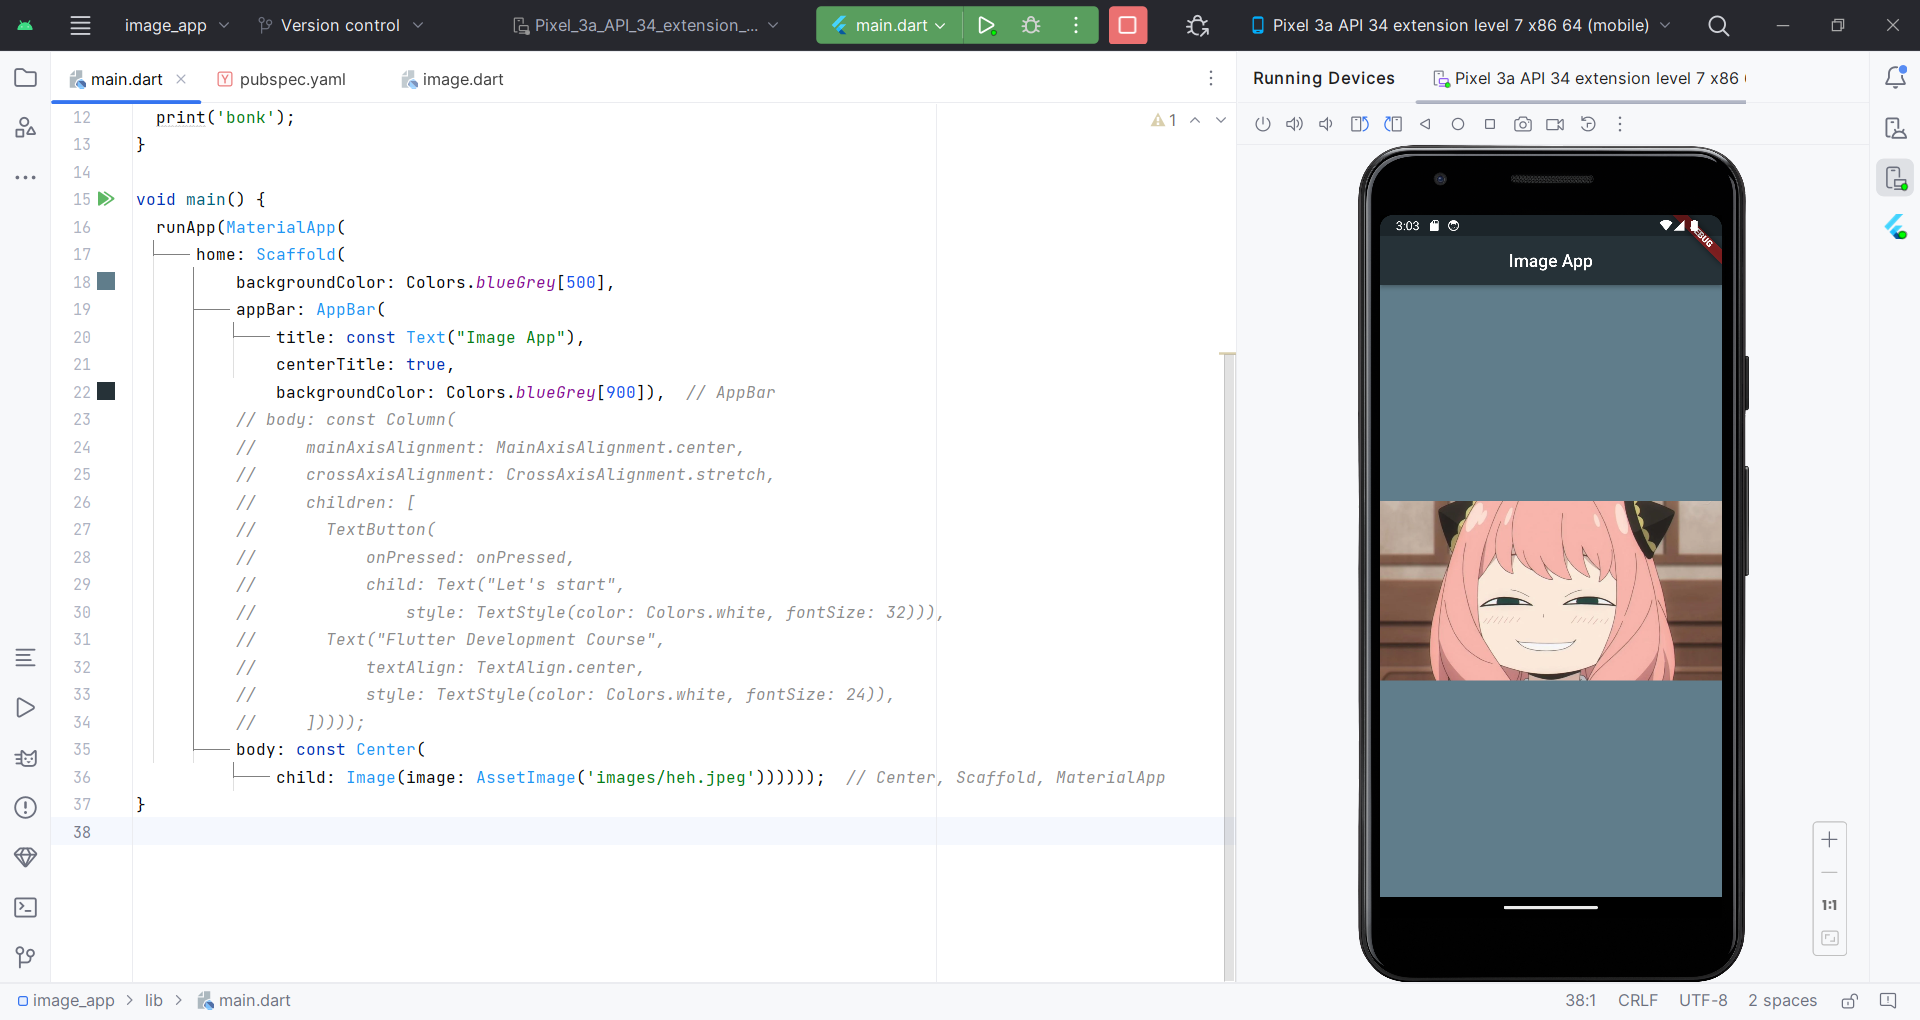 image_app Version control Pixel_3a_API_34_extension_... main.dart Pixel 3a API 34 extension level 7 x86 64 (mobile)
main.dart pubspec.yaml image.dart Running Devices Pixel 3a API 34 extension level 7 x86
12 print('bonk'); 1
13 }
14
15 void main() {
16 runApp(MaterialApp(
17 home: Scaffold(
18 backgroundColor: Colors.blueGrey[500],
19 appBar: AppBar(
20 title: const Text("Image App"),
21 centerTitle: true,
22 backgroundColor: Colors.blueGrey[900]), // AppBar
23 // body: const Column(
24 // mainAxisAlignment: MainAxisAlignment.center,
25 // crossAxisAlignment: CrossAxisAlignment.stretch,
26 // children: [
27 // TextButton(
28 // onPressed: onPressed,
29 // child: Text("Let's start",
30 // style: TextStyle(color: Colors.white, fontSize: 32))),
31 // Text("Flutter Development Course",
32 // textAlign: TextAlign.center,
33 // style: TextStyle(color: Colors.white, fontSize: 24)),
34 // ]))));
35 body: const Center(
36 child: Image(image: AssetImage('images/heh.jpeg')))))); // Center, Scaffold, MaterialApp
37 }
38
3:03
Image App
1:1
image_app > lib > main.dart 38:1 CRLF UTF-8 2 spaces